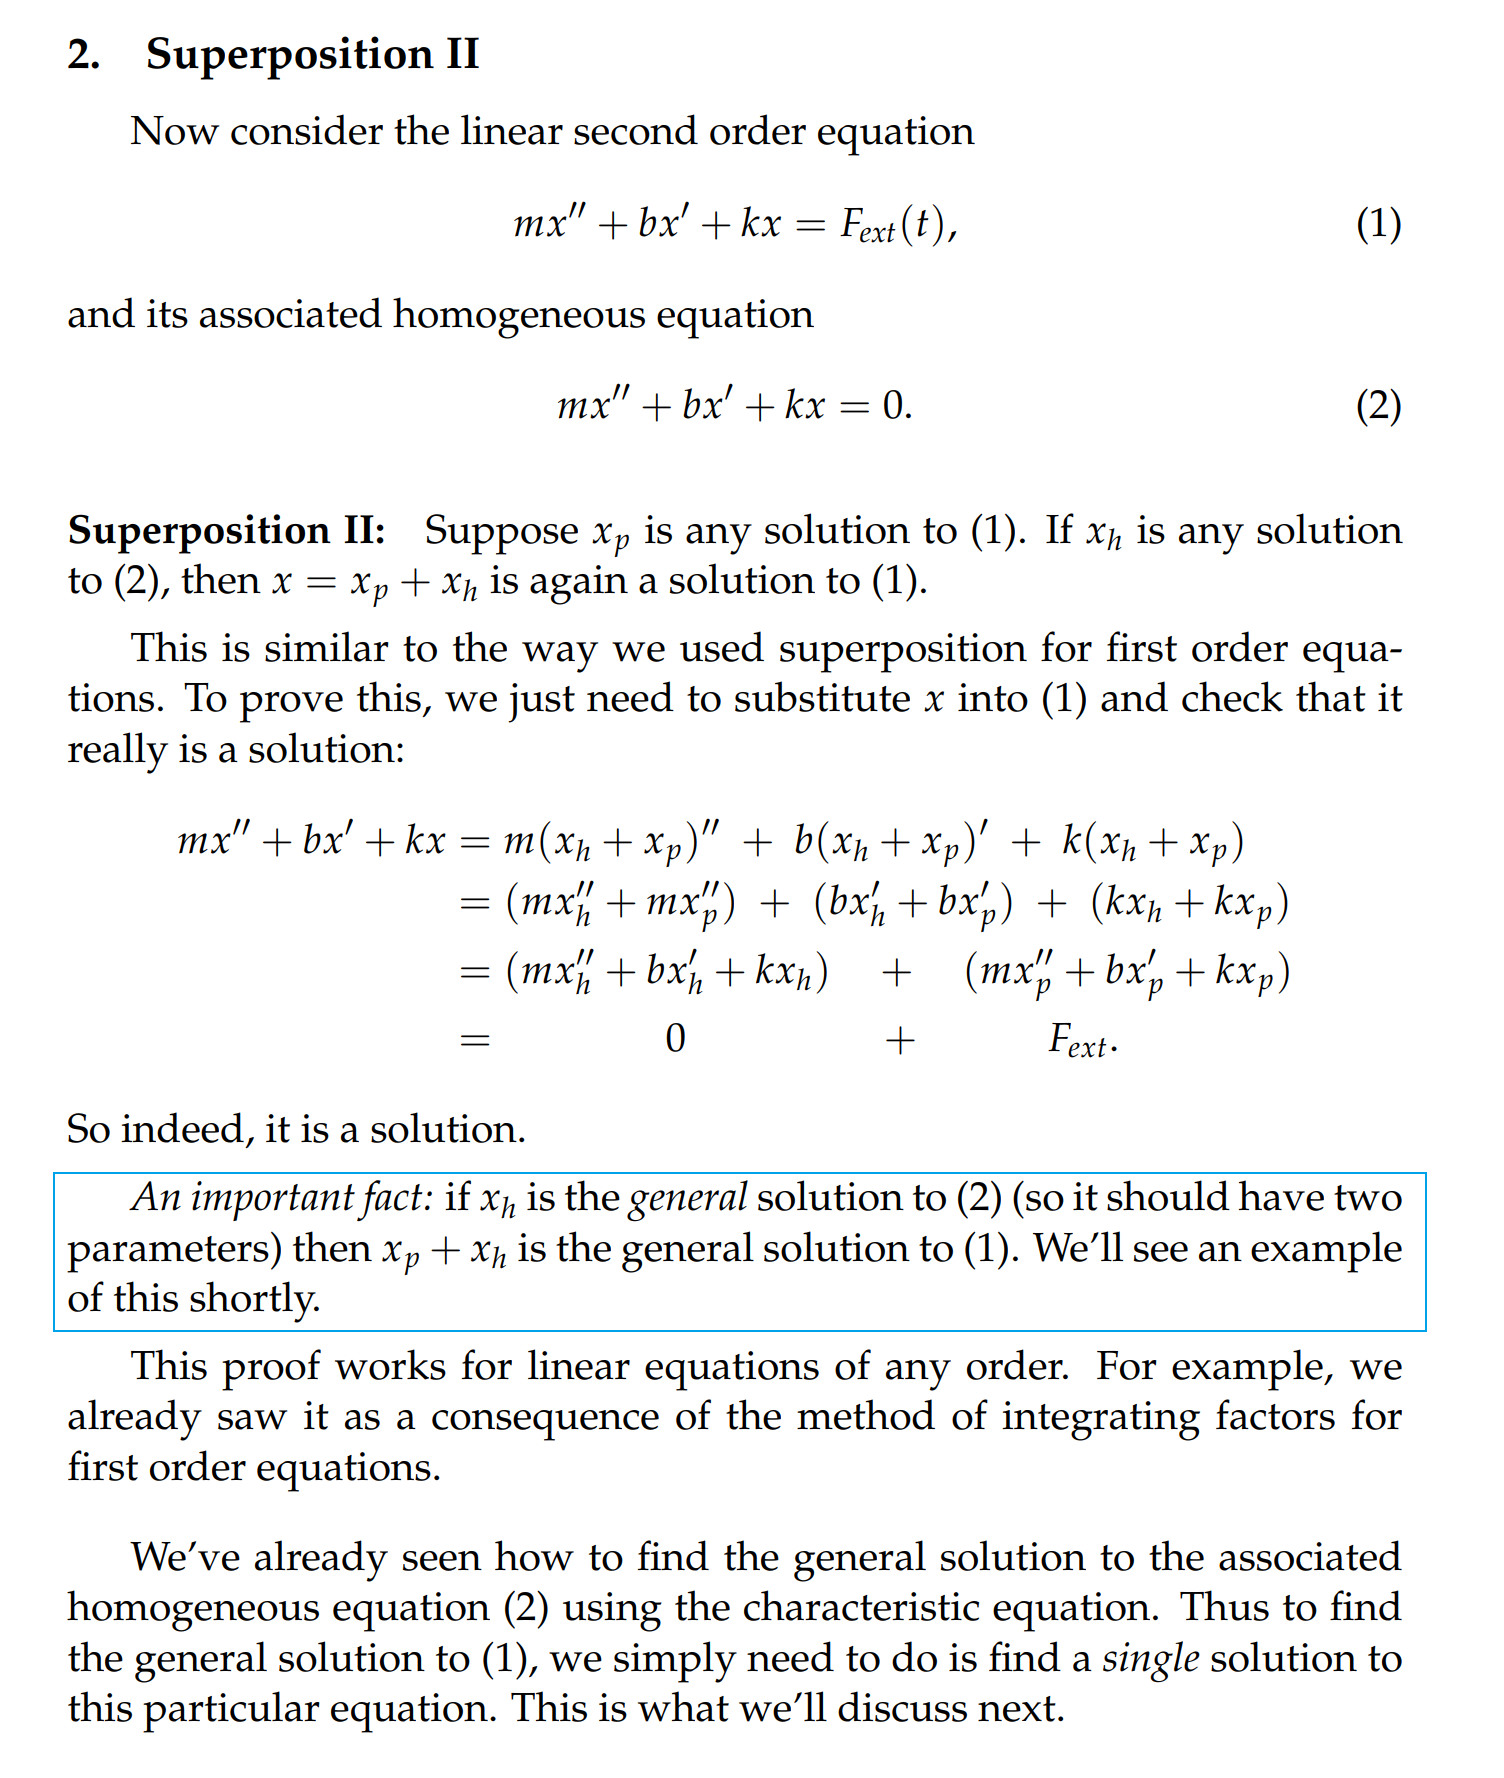 2. Superposition II
Now consider the linear second order equation
mx″ + bx′ + kx = F_ext(t), (1)
and its associated homogeneous equation
mx″ + bx′ + kx = 0. (2)
Superposition II: Suppose x_p is any solution to (1). If x_h is any solution
to (2), then x = x_p + x_h is again a solution to (1).
This is similar to the way we used superposition for first order equa-
tions. To prove this, we just need to substitute x into (1) and check that it
really is a solution:
mx″ + bx′ + kx = m(x_h + x_p)″ + b(x_h + x_p)′ + k(x_h + x_p)
= (mx_h″ + mx_p″) + (bx_h′ + bx_p′) + (kx_h + kx_p)
= (mx_h″ + bx_h′ + kx_h) + (mx_p″ + bx_p′ + kx_p)
= 0 + F_ext.
So indeed, it is a solution.
An important fact: if x_h is the general solution to (2) (so it should have two
parameters) then x_p + x_h is the general solution to (1). We'll see an example
of this shortly.
This proof works for linear equations of any order. For example, we
already saw it as a consequence of the method of integrating factors for
first order equations.
We've already seen how to find the general solution to the associated
homogeneous equation (2) using the characteristic equation. Thus to find
the general solution to (1), we simply need to do is find a single solution to
this particular equation. This is what we'll discuss next.